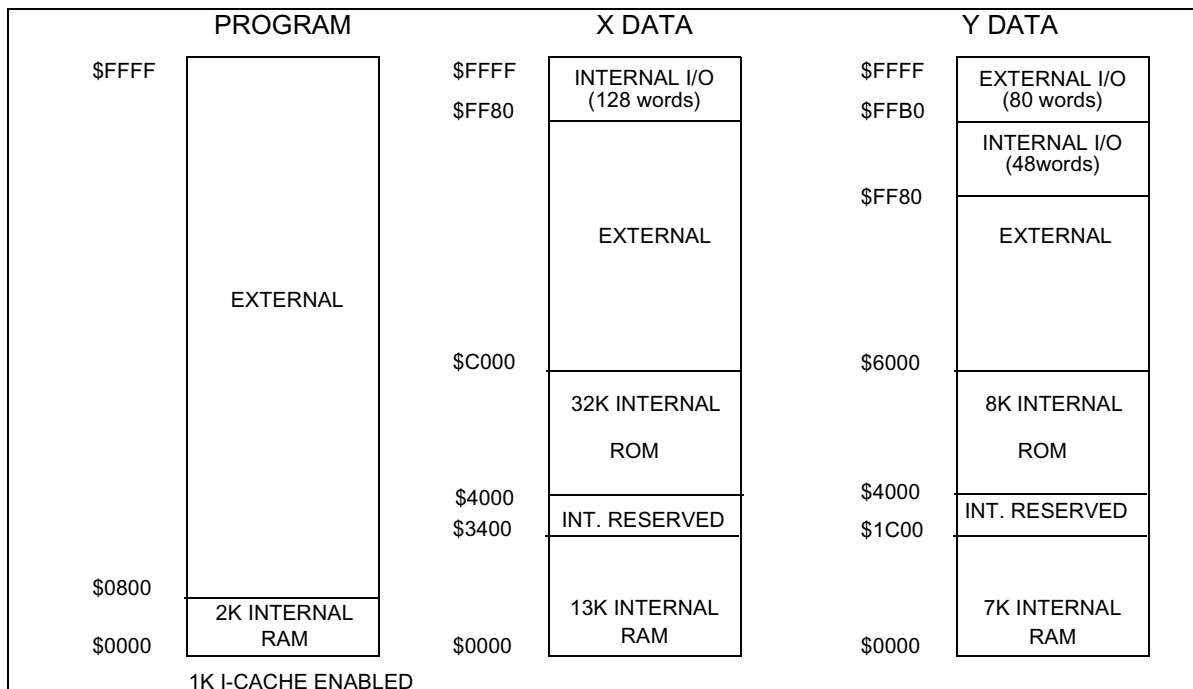 PROGRAM
$FFFF
EXTERNAL
$0800
2K INTERNAL
RAM
$0000
1K I-CACHE ENABLED
X DATA
$FFFF
INTERNAL I/O
(128 words)
$FF80
EXTERNAL
$C000
32K INTERNAL
ROM
$4000
INT. RESERVED
$3400
13K INTERNAL
RAM
$0000
Y DATA
$FFFF
EXTERNAL I/O
(80 words)
$FFB0
INTERNAL I/O
(48words)
$FF80
EXTERNAL
$6000
8K INTERNAL
ROM
$4000
INT. RESERVED
$1C00
7K INTERNAL
RAM
$0000